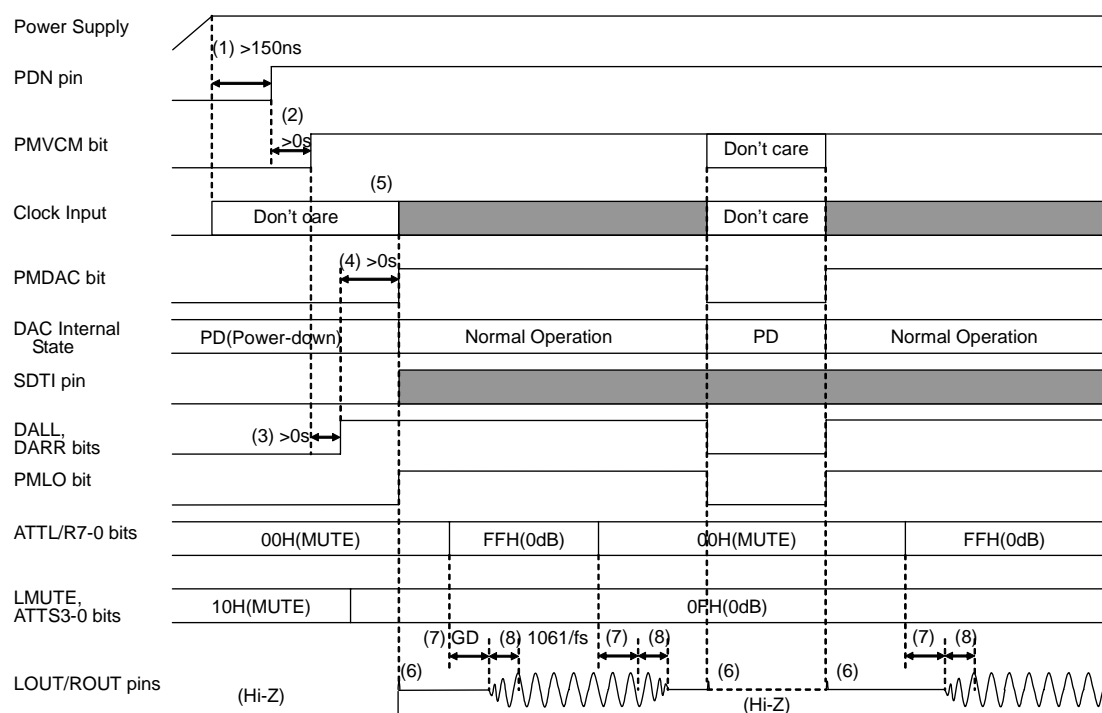 Power Supply
(1) >150ns
PDN pin
(2)
>0s
PMVCM bit
Don't care
(5)
Clock Input
Don't care
Don't care
(4) >0s
PMDAC bit
DAC Internal
State
PD(Power-down)
Normal Operation
PD
Normal Operation
SDTI pin
DALL,
DARR bits
(3) >0s
PMLO bit
ATTL/R7-0 bits
00H(MUTE)
FFH(0dB)
00H(MUTE)
FFH(0dB)
LMUTE,
ATTS3-0 bits
10H(MUTE)
0FH(0dB)
(7) GD
(8)
1061/fs
(7)
(8)
(7)
(8)
LOUT/ROUT pins
(Hi-Z)
(6)
(6)
(Hi-Z)
(6)